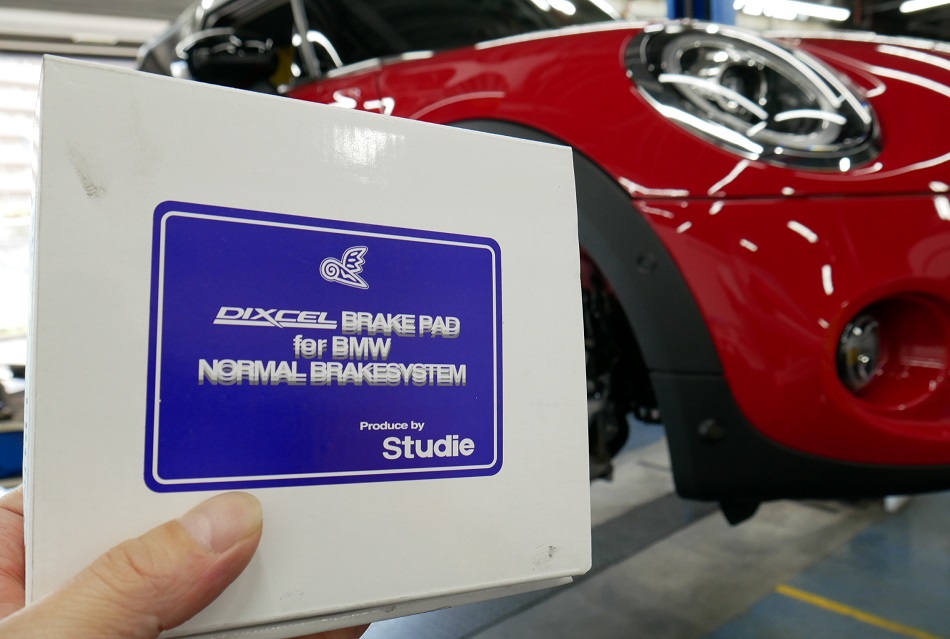 DIXCEL BRAKE PAD
for BMW
NORMAL BRAKESYSTEM
Produce by
Studie